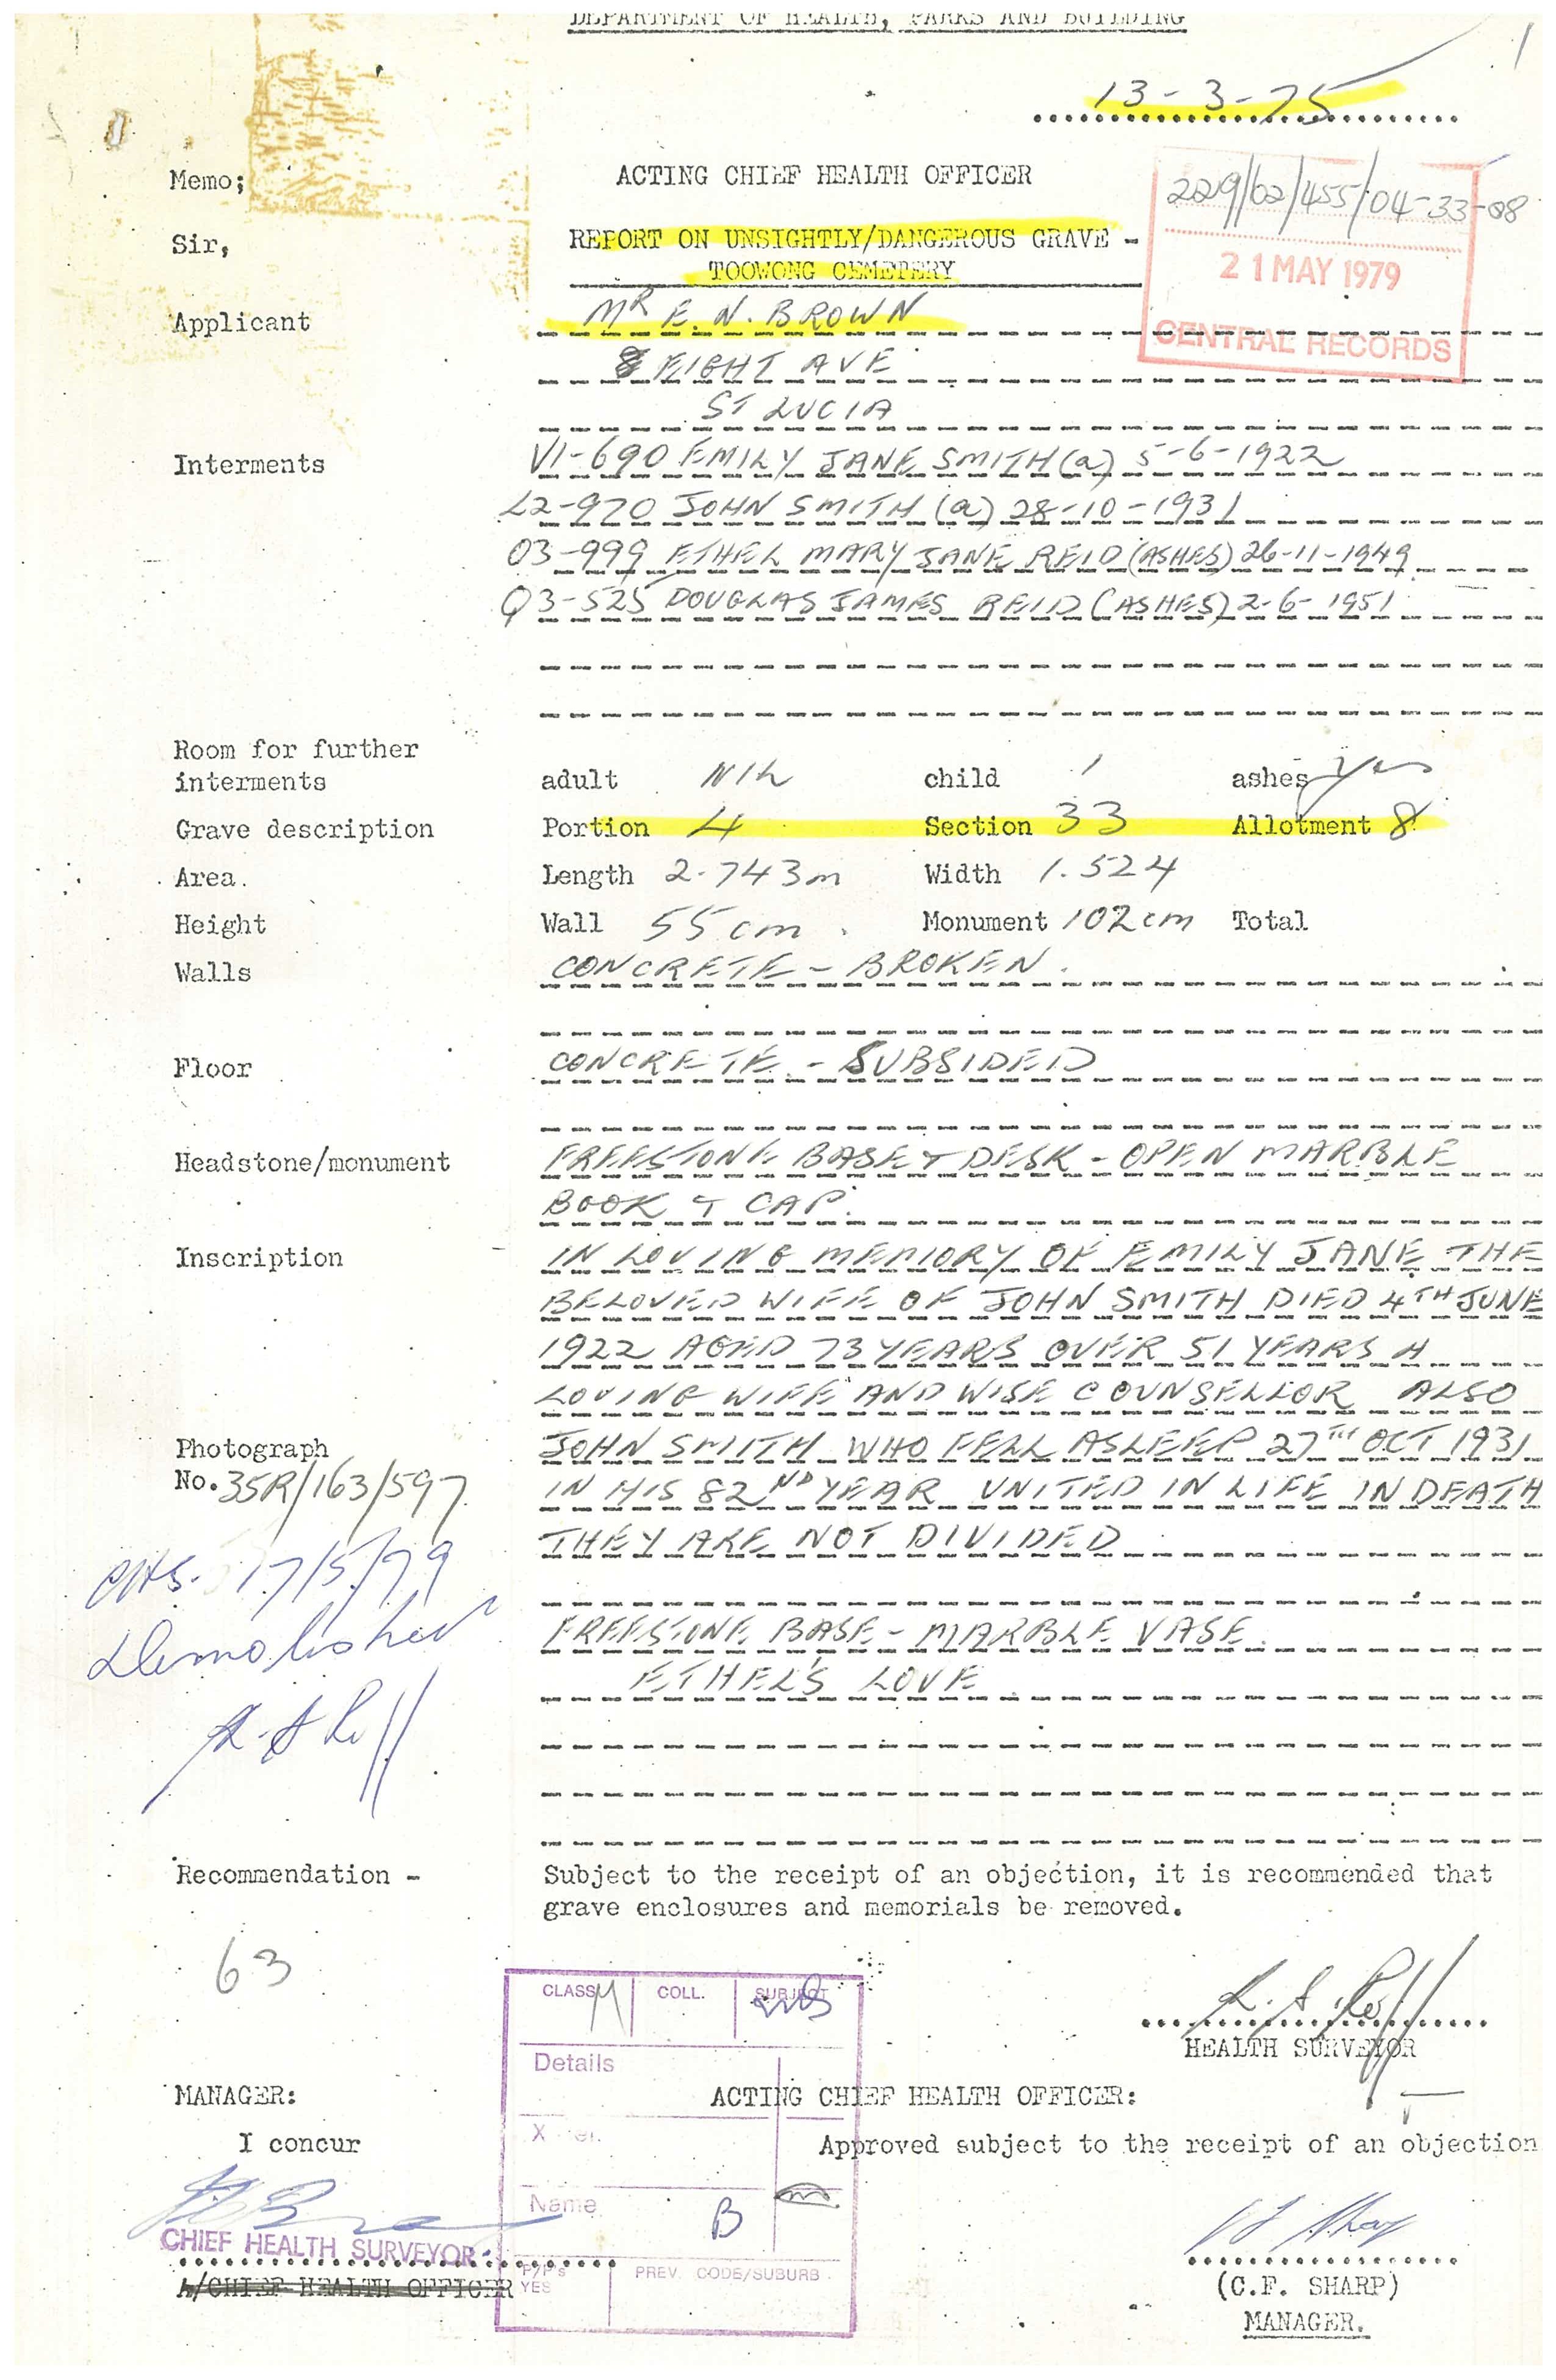 DEPARTMENT OF HEALTH, PARKS AND BUILDING
1
13-3-75
Memo;
ACTING CHIEF HEALTH OFFICER
2219/62/455/04-33-08
Sir,
REPORT ON UNSIGHTLY/DANGEROUS GRAVE -
TOOWONG CEMETERY
21 MAY 1979
CENTRAL RECORDS
Applicant MR E. N. BROWN
8 EIGHT AVE
ST LUCIA
Interments VI-690 EMILY JANE SMITH (a) 5-6-1922
L2-970 JOHN SMITH (a) 28-10-1931
O3-999 ETHEL MARY JANE REID (ASHES) 26-11-1949
Q3-525 DOUGLAS JAMES REID (ASHES) 2-6-1951
Room for further
interments adult NIL child 1 ashes Yes
Grave description Portion 4 Section 33 Allotment 8
Area. Length 2.743m Width 1.524
Height Wall 55cm. Monument 102cm Total
Walls CONCRETE - BROKEN.
Floor CONCRETE - SUBSIDED
Headstone/monument FREESTONE BASE + DESK - OPEN MARBLE
BOOK + CAP.
Inscription - IN LOVING MEMORY OF EMILY JANE THE
BELOVED WIFE OF JOHN SMITH DIED 4TH JUNE
1922 AGED 73 YEARS OVER 51 YEARS A
LOVING WIFE AND WISE COUNSELLOR ALSO
Photograph JOHN SMITH WHO FELL ASLEEP 27TH OCT 1931
No. 35R/163/597 IN HIS 82ND YEAR UNITED IN LIFE IN DEATH
THEY ARE NOT DIVIDED
17/5/79
Demolished
FREESTONE BASE - MARBLE VASE
ETHEL'S LOVE
Recommendation - Subject to the receipt of an objection, it is recommended that
grave enclosures and memorials be removed.
63
CLASS M COLL. SUBJECT
HEALTH SURVEYOR
Details
MANAGER: ACTING CHIEF HEALTH OFFICER:
I concur Approved subject to the receipt of an objection
Name B
CHIEF HEALTH SURVEYOR
A/CHIEF HEALTH OFFICER
P/P's
YES
PREV. CODE/SUBURB
(C.F. SHARP)
MANAGER.